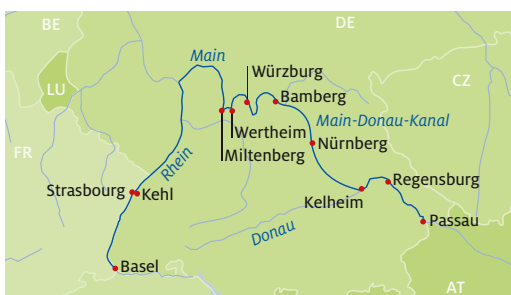 BE
DE
Main
LU
Würzburg
CZ
Bamberg
Main-Donau-Kanal
Wertheim
Nürnberg
FR
Miltenberg
Rhein
Regensburg
Strasbourg
Kehl
Kelheim
Passau
Donau
Basel
AT